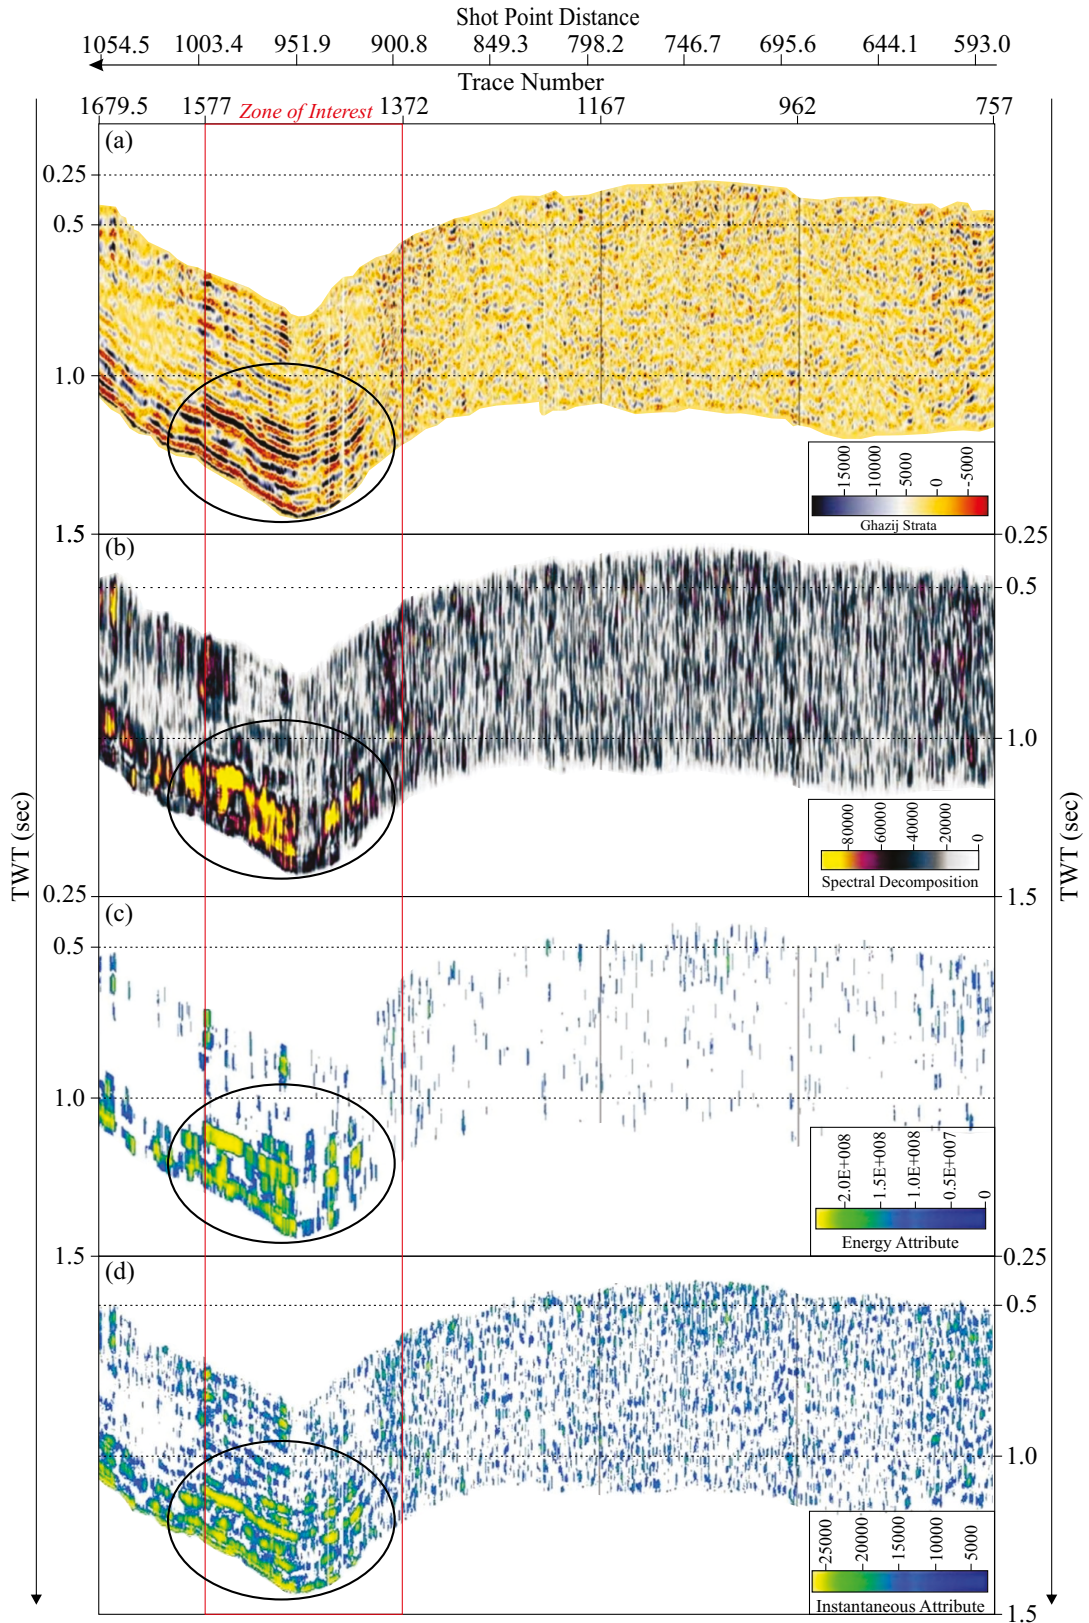 Shot Point Distance
1054.5 1003.4 951.9 900.8 849.3 798.2 746.7 695.6 644.1 593.0
Trace Number
1679.5 1577 Zone of Interest 1372 1167 962 757
(a)
0.25
0.5
1.0
15000 10000 5000 0 -5000
Ghazij Strata
1.5 0.25
(b)
0.5
1.0
80000 60000 40000 20000 0
Spectral Decomposition
TWT (sec) TWT (sec)
0.25 1.5
(c)
0.5
1.0
2.0E+008 1.5E+008 1.0E+008 0.5E+007 0
Energy Attribute
1.5 0.25
(d)
0.5
1.0
25000 20000 15000 10000 5000
Instantaneous Attribute
1.5